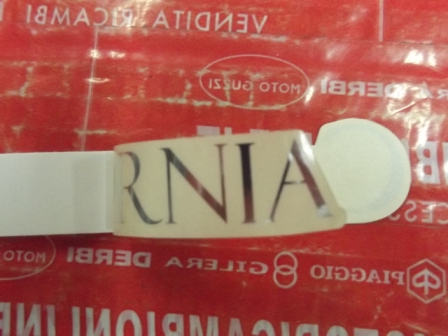 VENDITA RICAMBI
MOTO GUZZI
DERBI
RNIA
MOTO
DERBI
GILERA
PIAGGIO